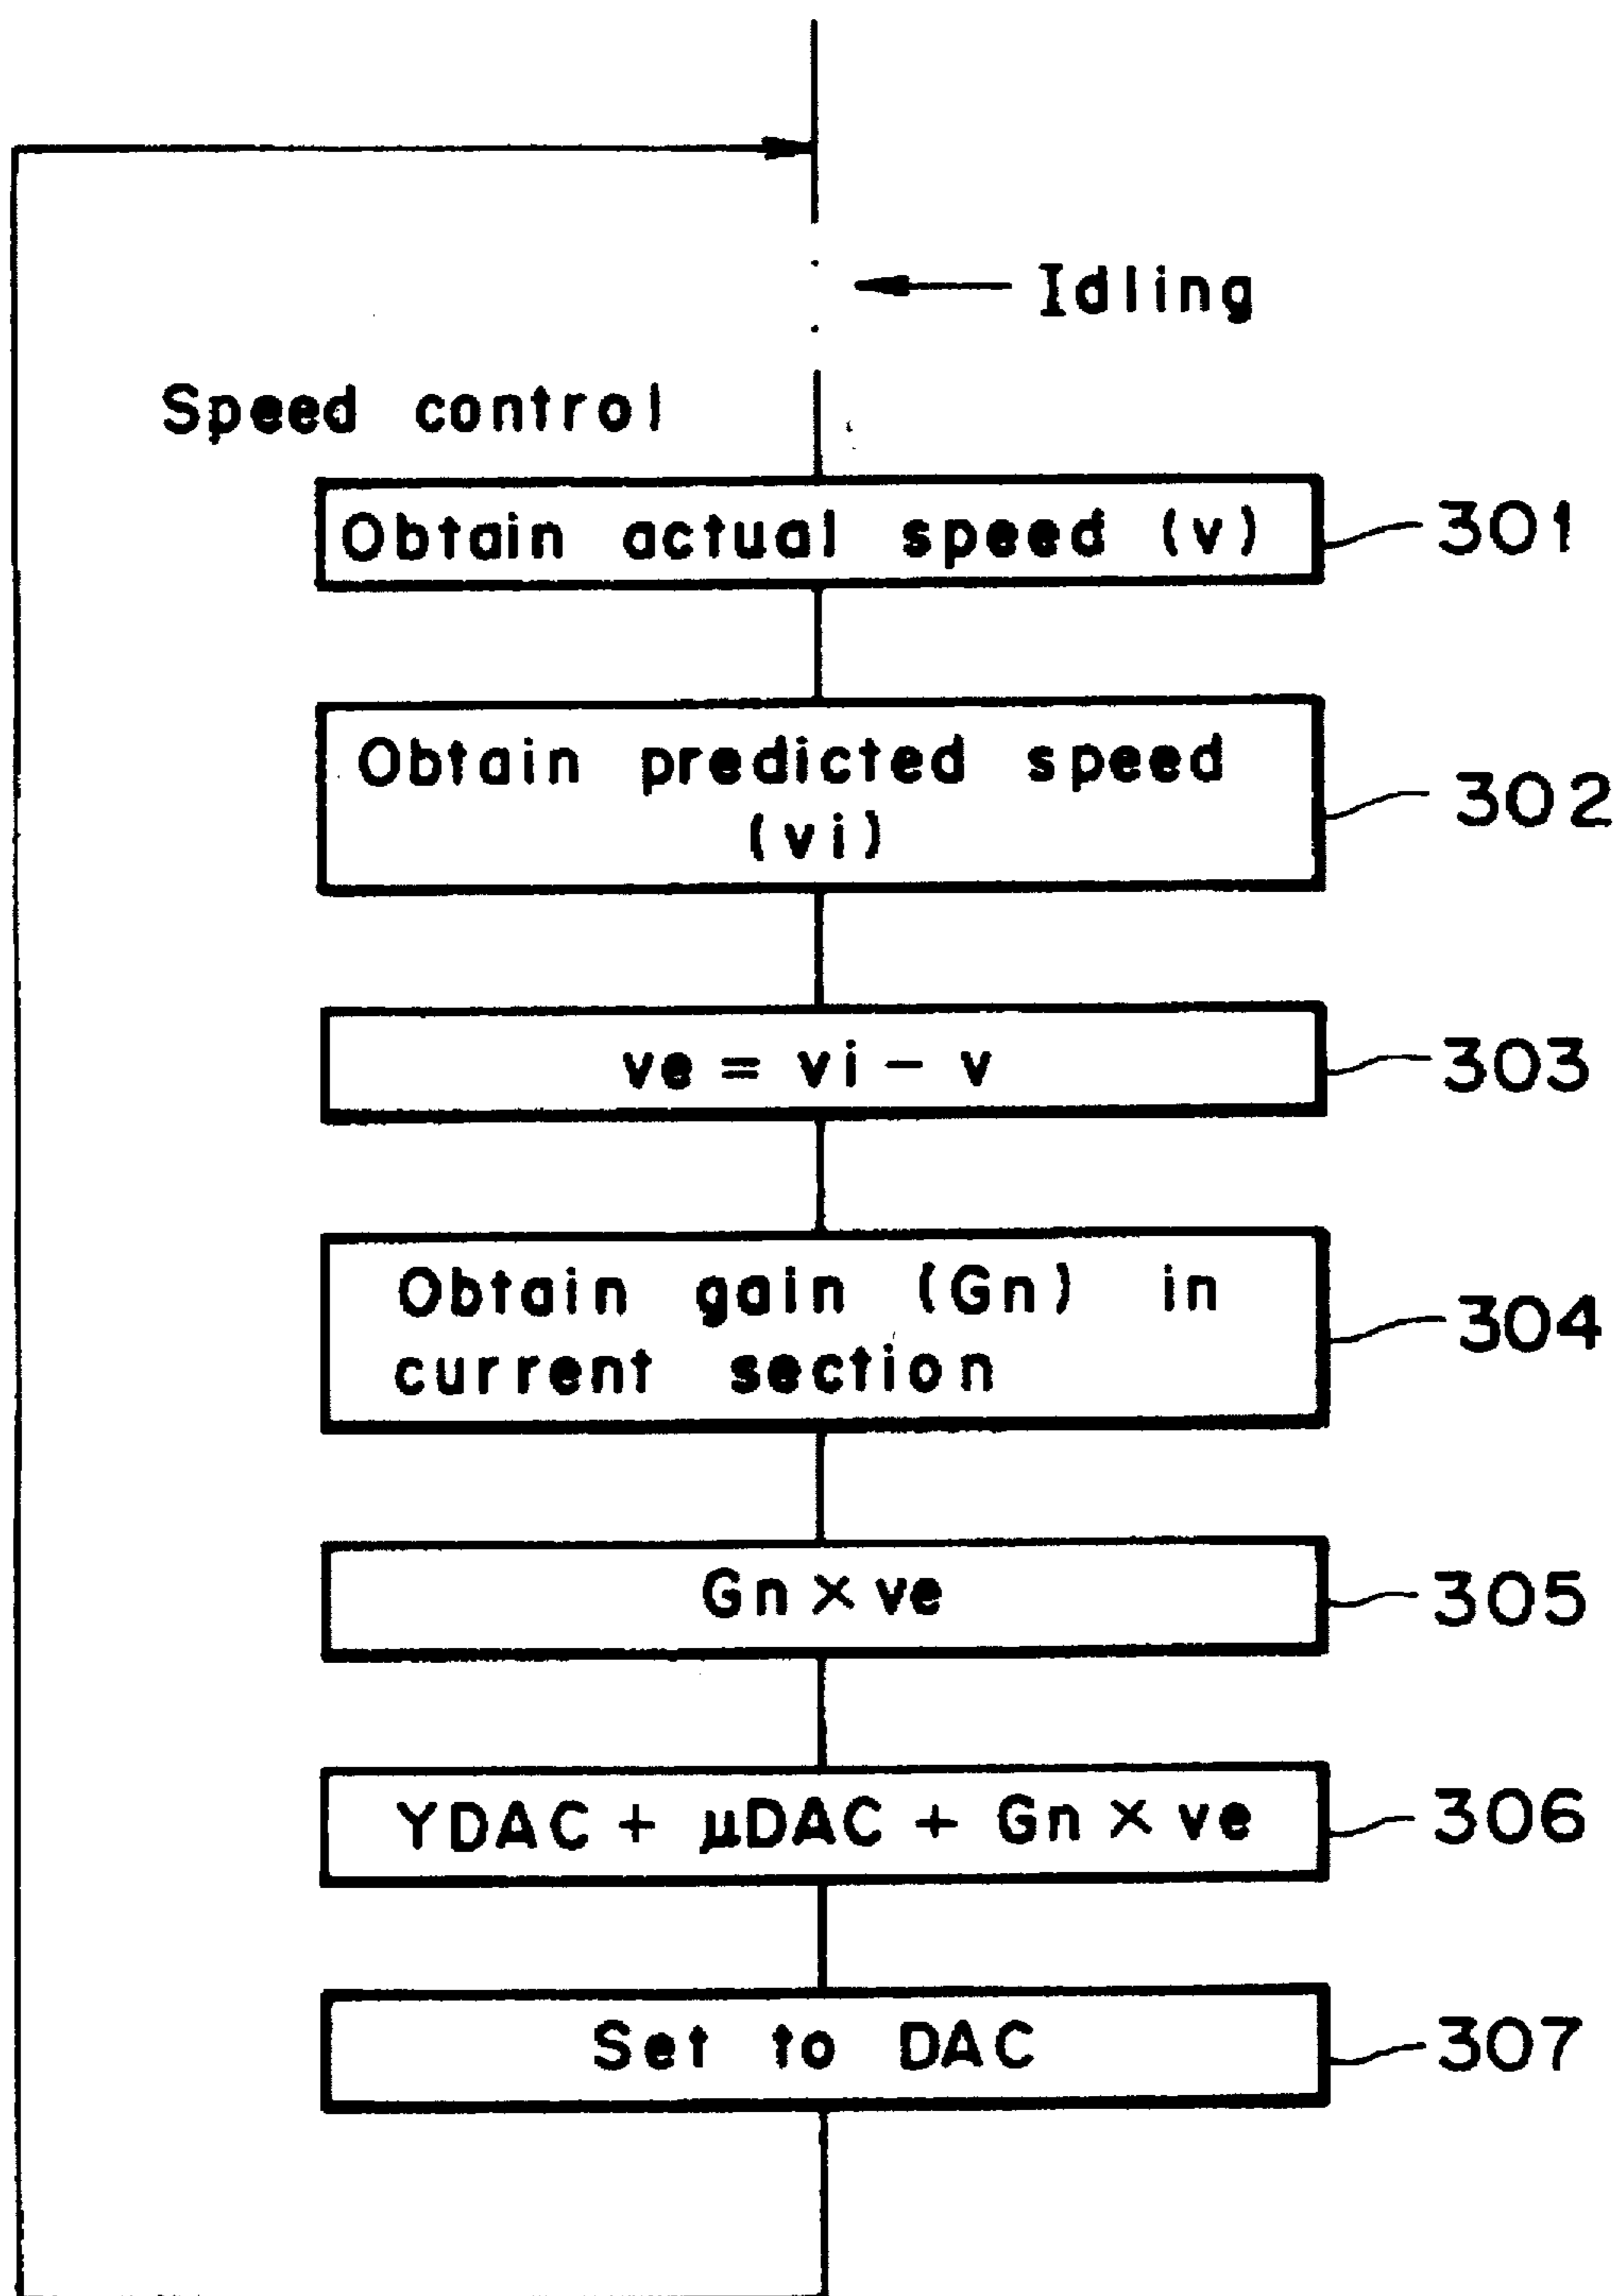 Idling
Speed control
Obtain actual speed (v)
301
Obtain predicted speed
(vi)
302
ve = vi - v
303
Obtain gain (Gn) in
current section
304
Gn × ve
305
YDAC + μDAC + Gn × ve
306
Set to DAC
307